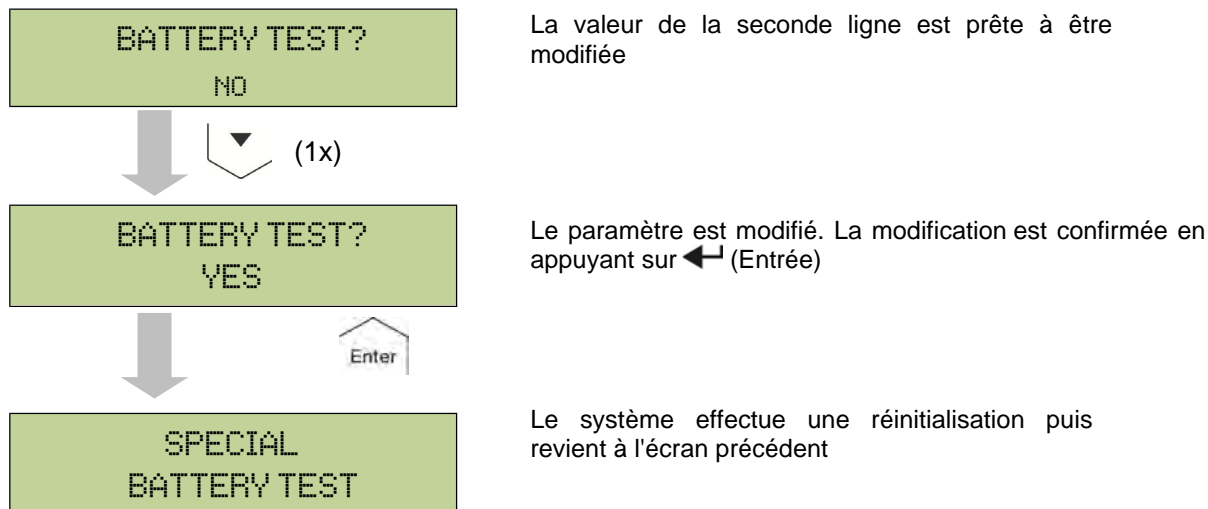 BATTERY TEST?
NO
La valeur de la seconde ligne est prête à être
modifiée
(1x)
BATTERY TEST?
YES
Le paramètre est modifié. La modification est confirmée en
appuyant sur (Entrée)
Enter
SPECIAL
BATTERY TEST
Le système effectue une réinitialisation puis
revient à l'écran précédent